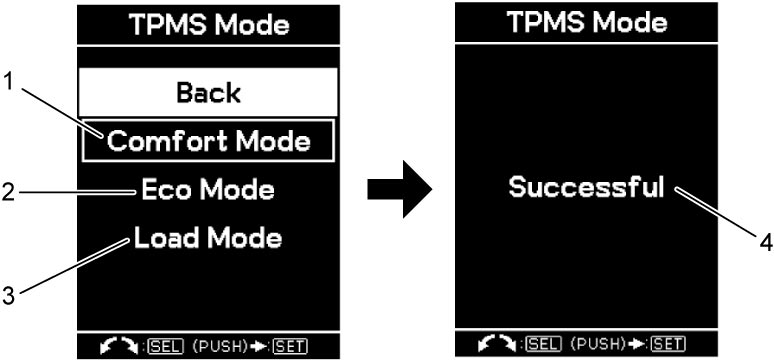 TPMS Mode
Back
1
Comfort Mode
2
Eco Mode
Load Mode
3
:SEL (PUSH) :SET
TPMS Mode
Successful
4
:SEL (PUSH) :SET